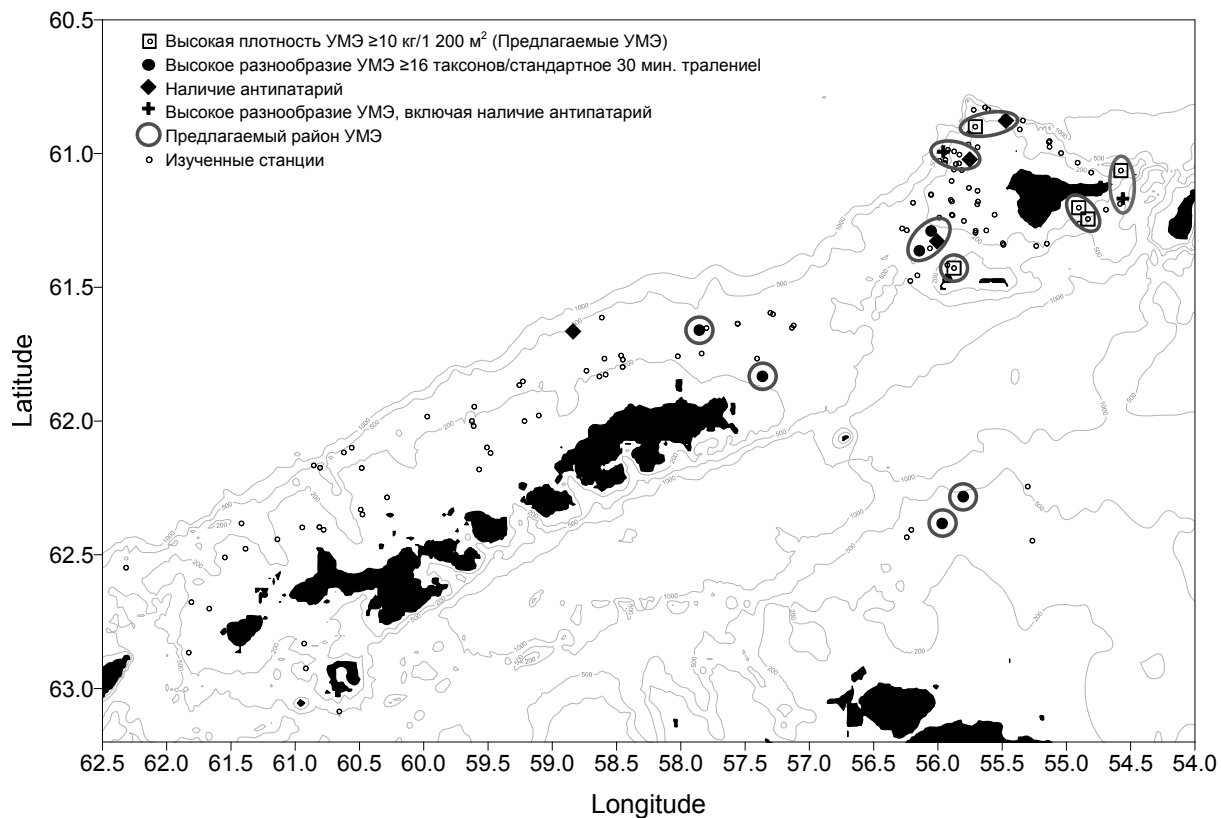 60.5
61.0
61.5
62.0
62.5
63.0
Latitude
Высокая плотность УМЭ ≥10 кг/1 200 м² (Предлагаемые УМЭ)
Высокое разнообразие УМЭ ≥16 таксонов/стандартное 30 мин. траление
Наличие антипатарий
Высокое разнообразие УМЭ, включая наличие антипатарий
Предлагаемый район УМЭ
Изученные станции
62.5 62.0 61.5 61.0 60.5 60.0 59.5 59.0 58.5 58.0 57.5 57.0 56.5 56.0 55.5 55.0 54.5 54.0
Longitude